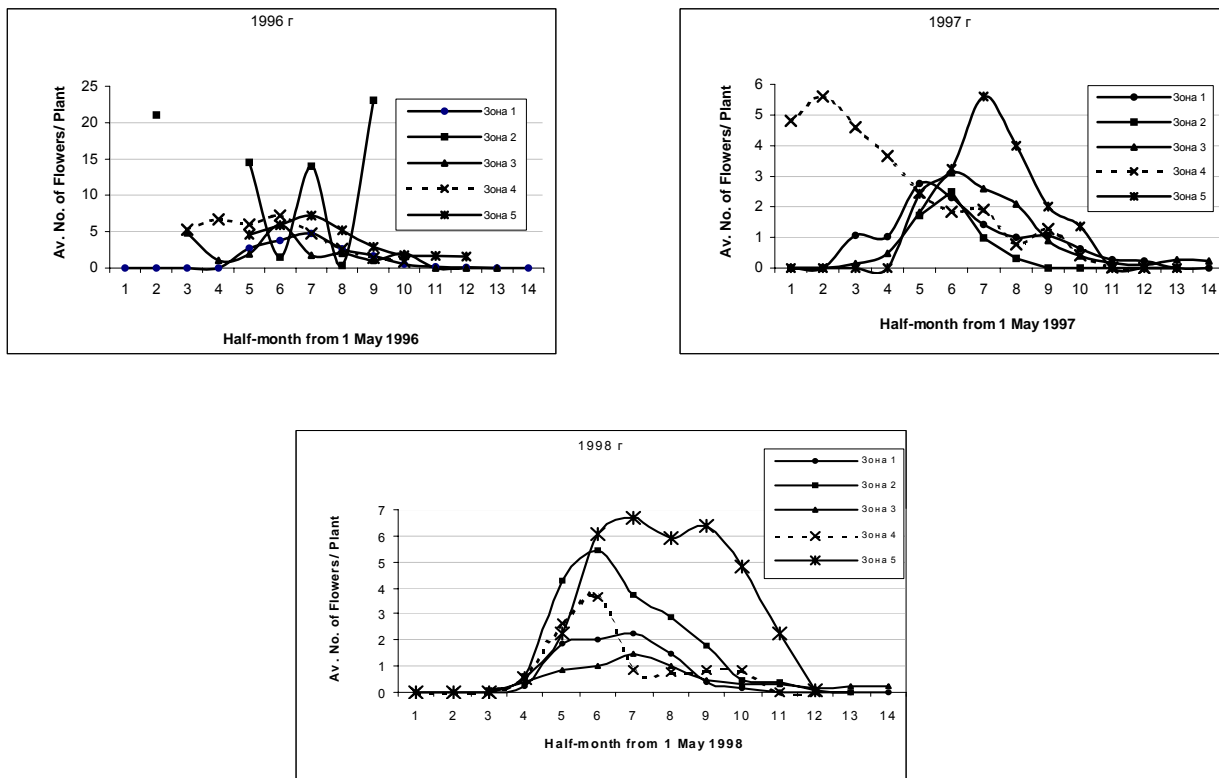 1996 г
Av. No. of Flowers/ Plant
25
20
15
10
5
0
1 2 3 4 5 6 7 8 9 10 11 12 13 14
Half-month from 1 May 1996
Зона 1
Зона 2
Зона 3
Зона 4
Зона 5
1997 г
Av. No. of Flowers/ Plant
6
5
4
3
2
1
0
1 2 3 4 5 6 7 8 9 10 11 12 13 14
Half-month from 1 May 1997
Зона 1
Зона 2
Зона 3
Зона 4
Зона 5
1998 г
Av. No. of Flowers/ Plant
7
6
5
4
3
2
1
0
1 2 3 4 5 6 7 8 9 10 11 12 13 14
Half-month from 1 May 1998
Зона 1
Зона 2
Зона 3
Зона 4
Зона 5